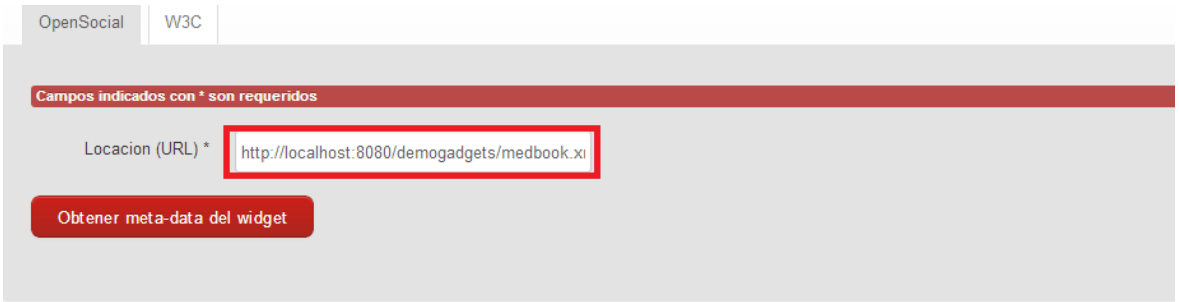 OpenSocial W3C
Campos indicados con * son requeridos
Locacion (URL) * http://localhost:8080/demogadgets/medbook.x
Obtener meta-data del widget